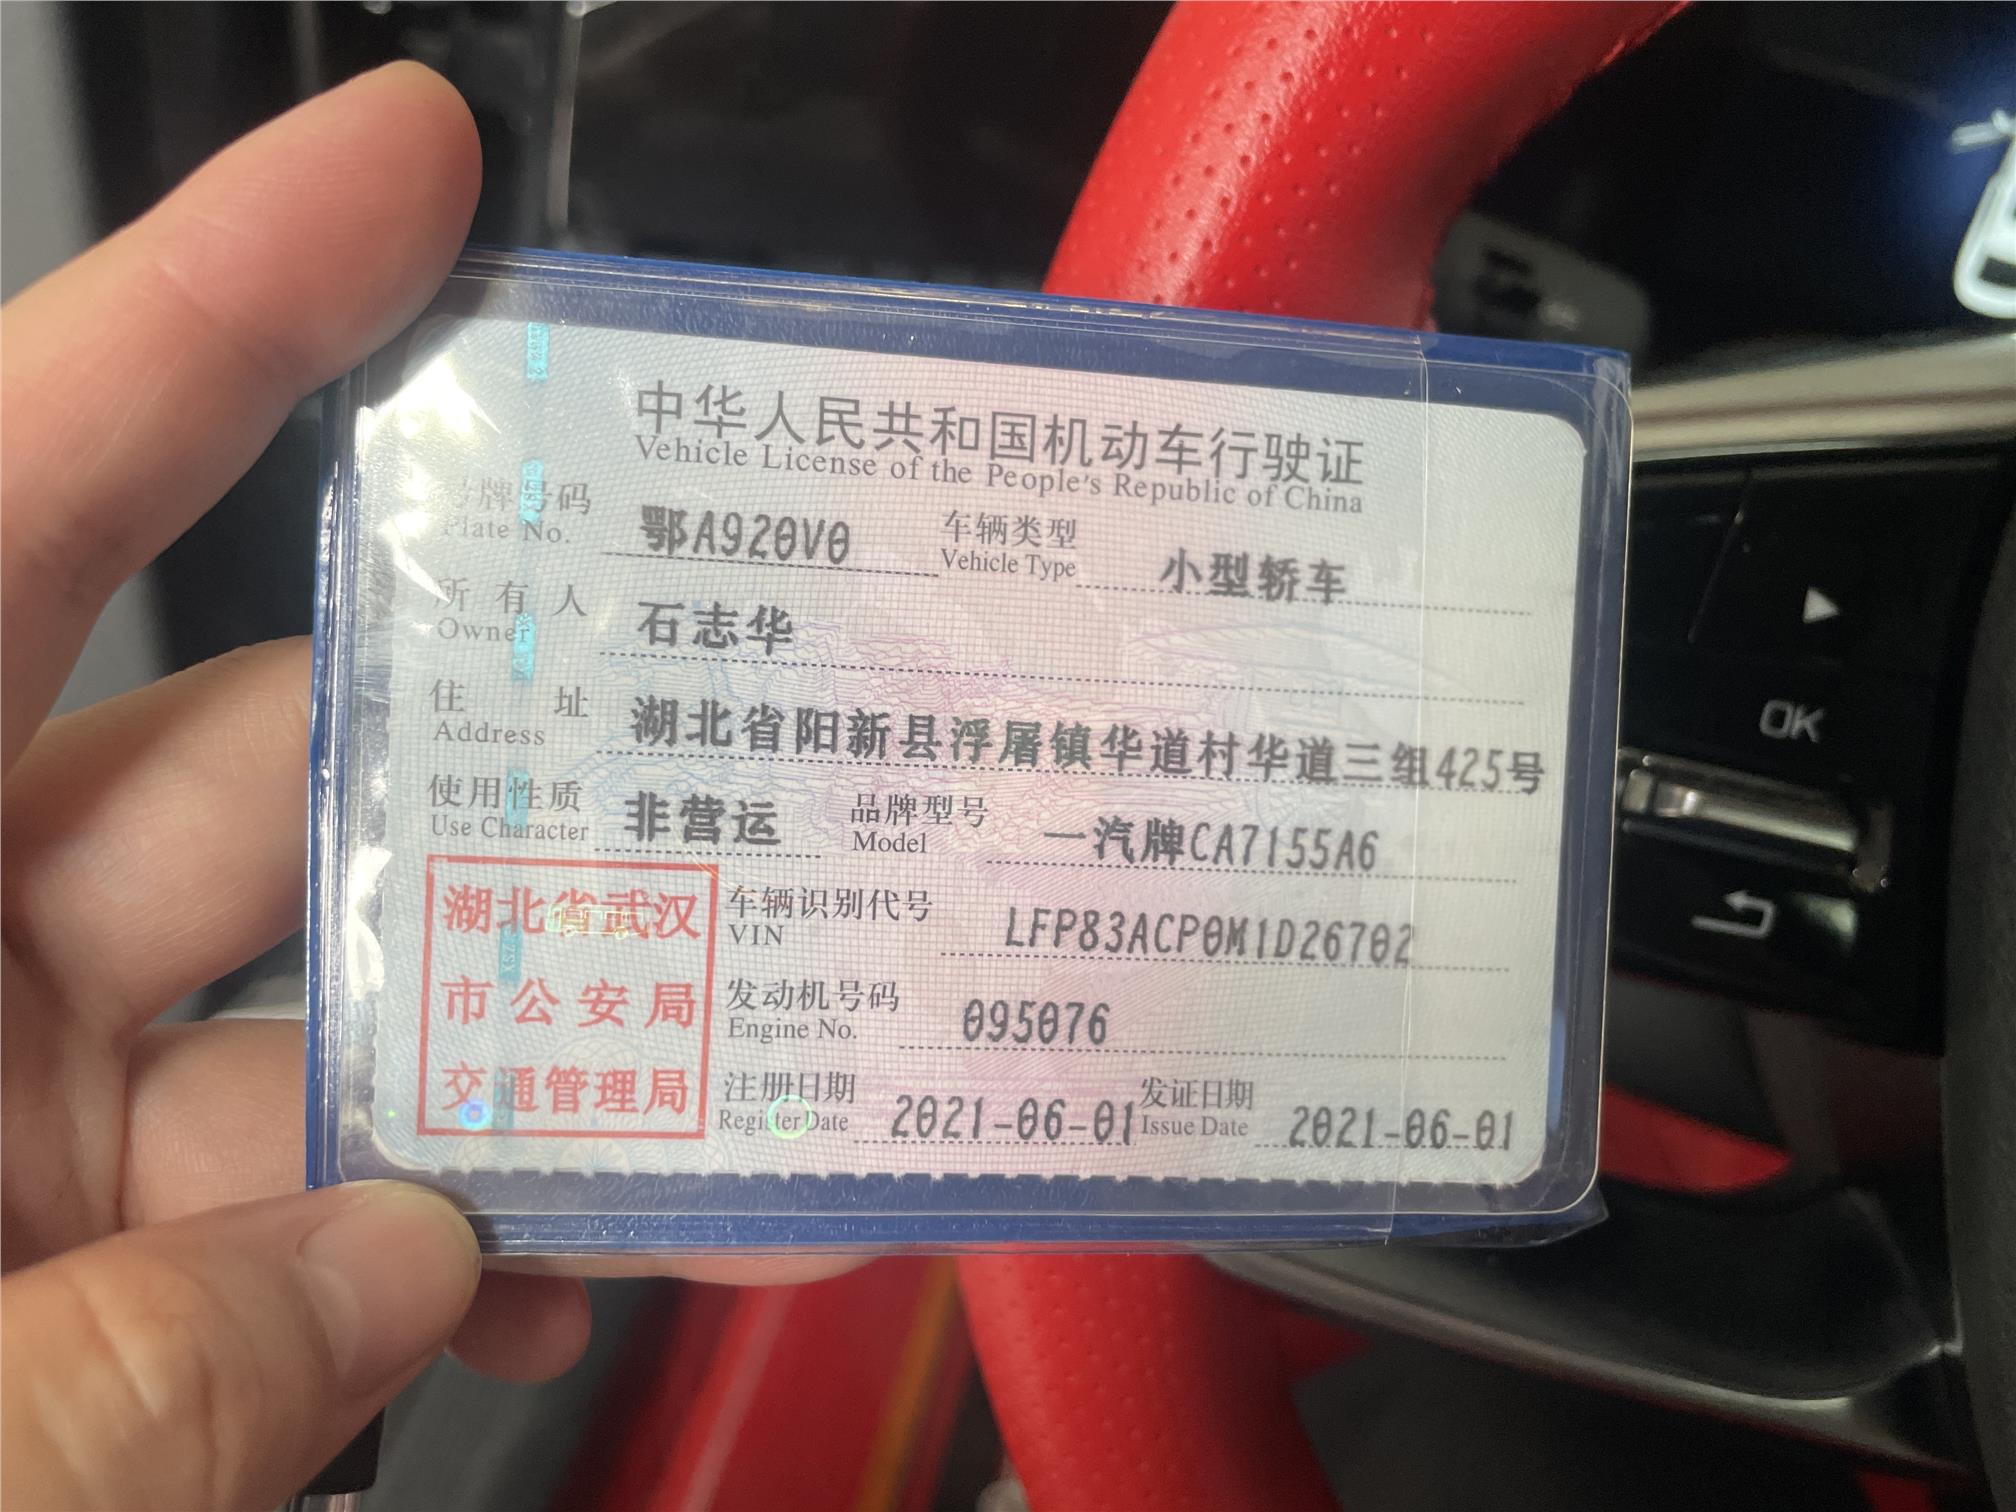 中华人民共和国机动车行驶证
Vehicle License of the People's Republic of China
号牌号码 鄂A920V0 车辆类型 小型轿车
Plate No. Vehicle Type
所有人 石志华
Owner
住址 湖北省阳新县浮屠镇华道村华道三组425号
Address
使用性质 非营运 品牌型号 一汽牌CA7155A6
Use Character Model
湖北省武汉
市公安局
交通管理局
车辆识别代号 LFP83ACP0M1D26702
VIN
发动机号码 095076
Engine No.
注册日期 2021-06-01 发证日期 2021-06-01
Register Date Issue Date
OK